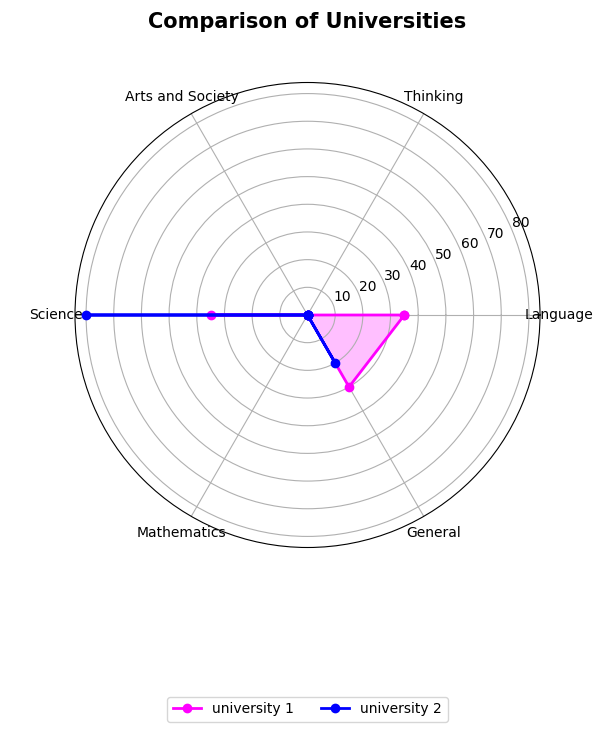 Comparison of Universities
Arts and Society
Thinking
80
70
60
50
40
30
20
10
Science
Language
Mathematics
General
university 1
university 2